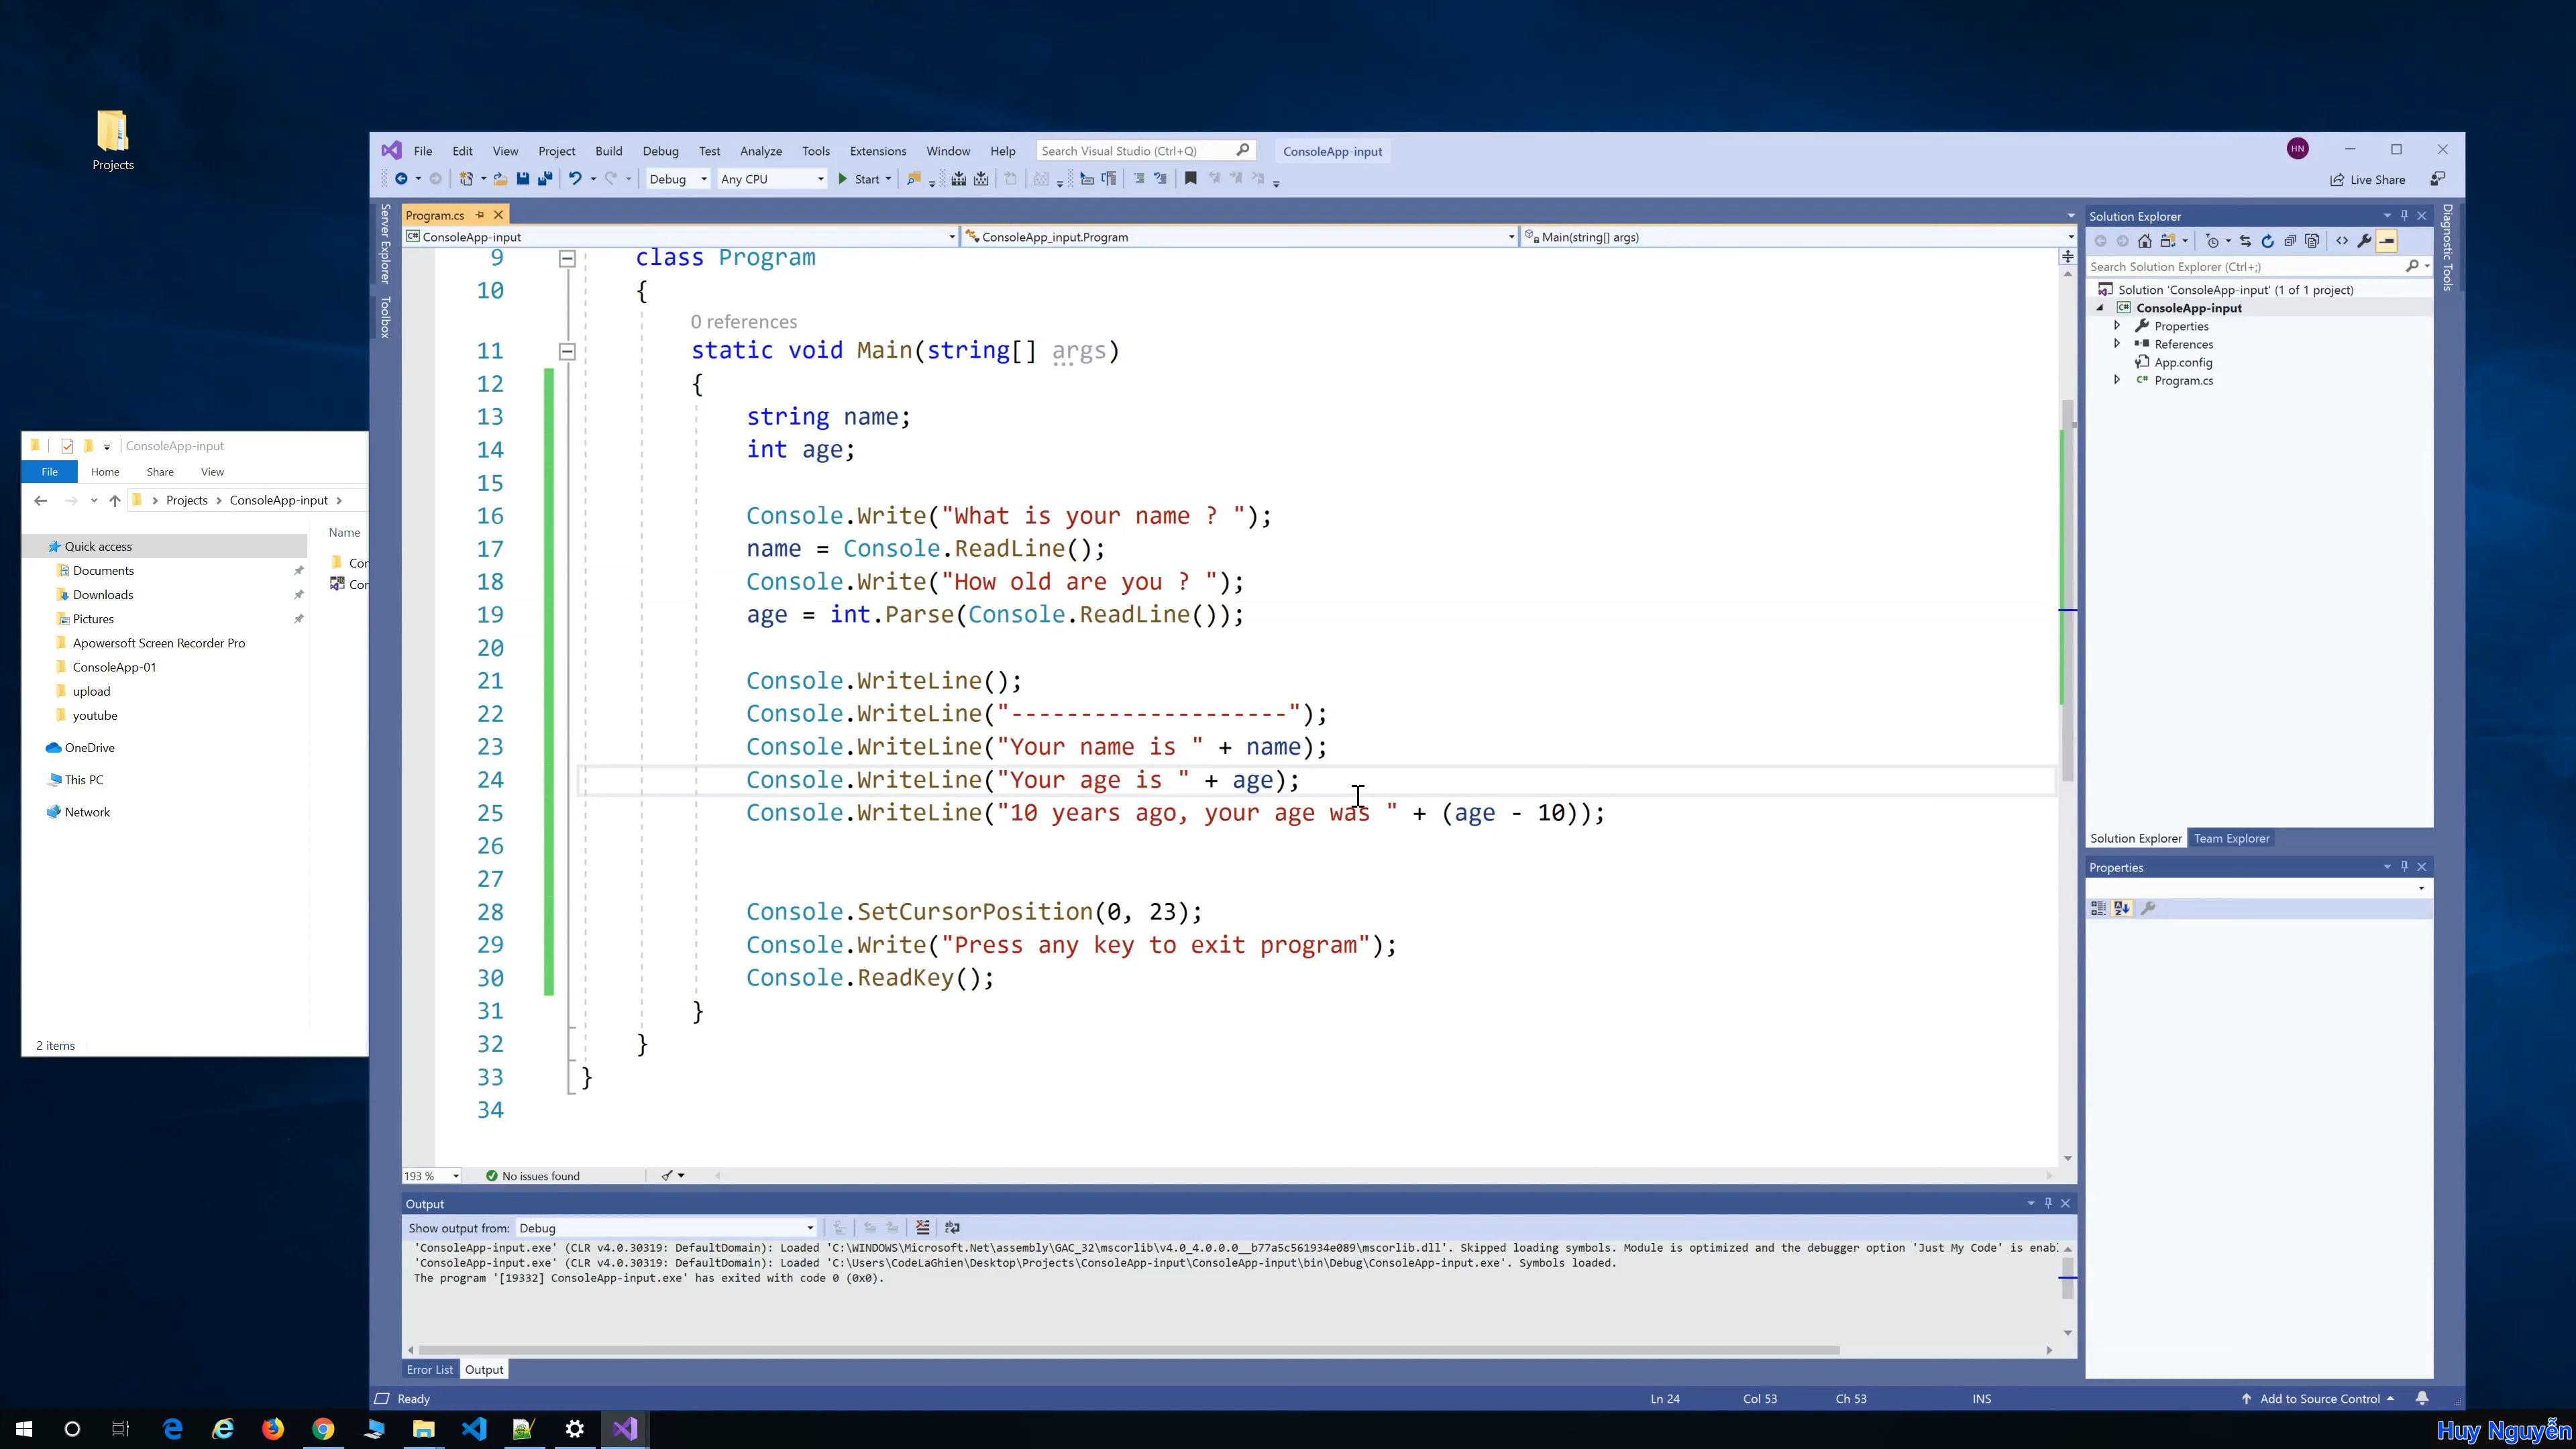 Projects
File Edit View Project Build Debug Test Analyze Tools Extensions Window Help Search Visual Studio (Ctrl+Q) ConsoleApp-input HN
Debug Any CPU Start Live Share
Server Explorer
Toolbox
Program.cs
ConsoleApp-input ConsoleApp_input.Program Main(string[] args)
9 class Program
10 {
0 references
11 static void Main(string[] args)
12 {
13 string name;
14 int age;
15
16 Console.Write("What is your name ? ");
17 name = Console.ReadLine();
18 Console.Write("How old are you ? ");
19 age = int.Parse(Console.ReadLine());
20
21 Console.WriteLine();
22 Console.WriteLine("--------------------");
23 Console.WriteLine("Your name is " + name);
24 Console.WriteLine("Your age is " + age);
25 Console.WriteLine("10 years ago, your age was " + (age - 10));
26
27
28 Console.SetCursorPosition(0, 23);
29 Console.Write("Press any key to exit program");
30 Console.ReadKey();
31 }
32 }
33 }
34
193 % No issues found
Output
Show output from: Debug
'ConsoleApp-input.exe' (CLR v4.0.30319: DefaultDomain): Loaded 'C:\WINDOWS\Microsoft.Net\assembly\GAC_32\mscorlib\v4.0_4.0.0.0__b77a5c561934e089\mscorlib.dll'. Skipped loading symbols. Module is optimized and the debugger option 'Just My Code' is enab
'ConsoleApp-input.exe' (CLR v4.0.30319: DefaultDomain): Loaded 'C:\Users\CodeLaGhien\Desktop\Projects\ConsoleApp-input\ConsoleApp-input\bin\Debug\ConsoleApp-input.exe'. Symbols loaded.
The program '[19332] ConsoleApp-input.exe' has exited with code 0 (0x0).
Error List Output
Ready Ln 24 Col 53 Ch 53 INS Add to Source Control
Solution Explorer
Search Solution Explorer (Ctrl+;)
Solution 'ConsoleApp-input' (1 of 1 project)
ConsoleApp-input
Properties
References
App.config
Program.cs
Solution Explorer Team Explorer
Properties
Diagnostic Tools
ConsoleApp-input
File Home Share View
Projects ConsoleApp-input
Name
Quick access
Documents
Downloads
Pictures
Apowersoft Screen Recorder Pro
ConsoleApp-01
upload
youtube
OneDrive
This PC
Network
Con
Con
2 items
Huy Nguyễn